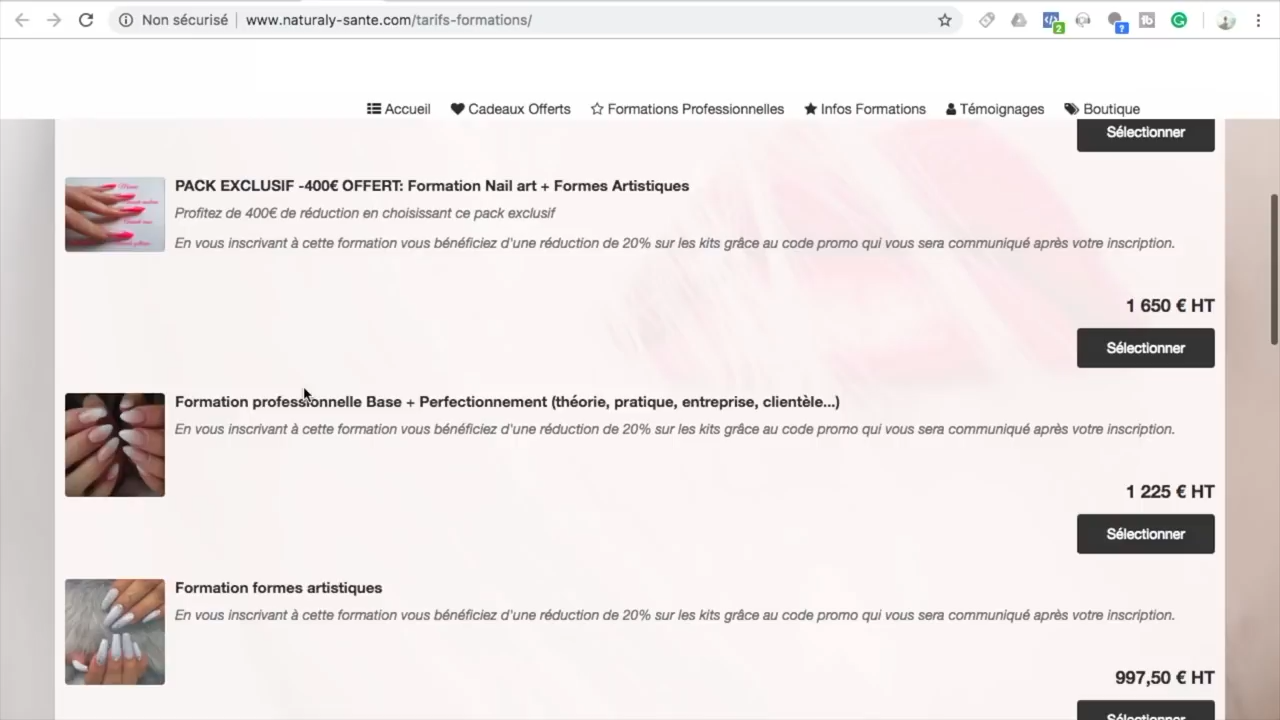 Non sécurisé
www.naturaly-sante.com/tarifs-formations/
2
?
Accueil
Cadeaux Offerts
Formations Professionnelles
Infos Formations
Témoignages
Boutique
Sélectionner
PACK EXCLUSIF -400€ OFFERT: Formation Nail art + Formes Artistiques
Profitez de 400€ de réduction en choisissant ce pack exclusif
En vous inscrivant à cette formation vous bénéficiez d'une réduction de 20% sur les kits grâce au code promo qui vous sera communiqué après votre inscription.
1 650 € HT
Sélectionner
Formation professionnelle Base + Perfectionnement (théorie, pratique, entreprise, clientèle...)
En vous inscrivant à cette formation vous bénéficiez d'une réduction de 20% sur les kits grâce au code promo qui vous sera communiqué après votre inscription.
1 225 € HT
Sélectionner
Formation formes artistiques
En vous inscrivant à cette formation vous bénéficiez d'une réduction de 20% sur les kits grâce au code promo qui vous sera communiqué après votre inscription.
997,50 € HT
Sélectionner